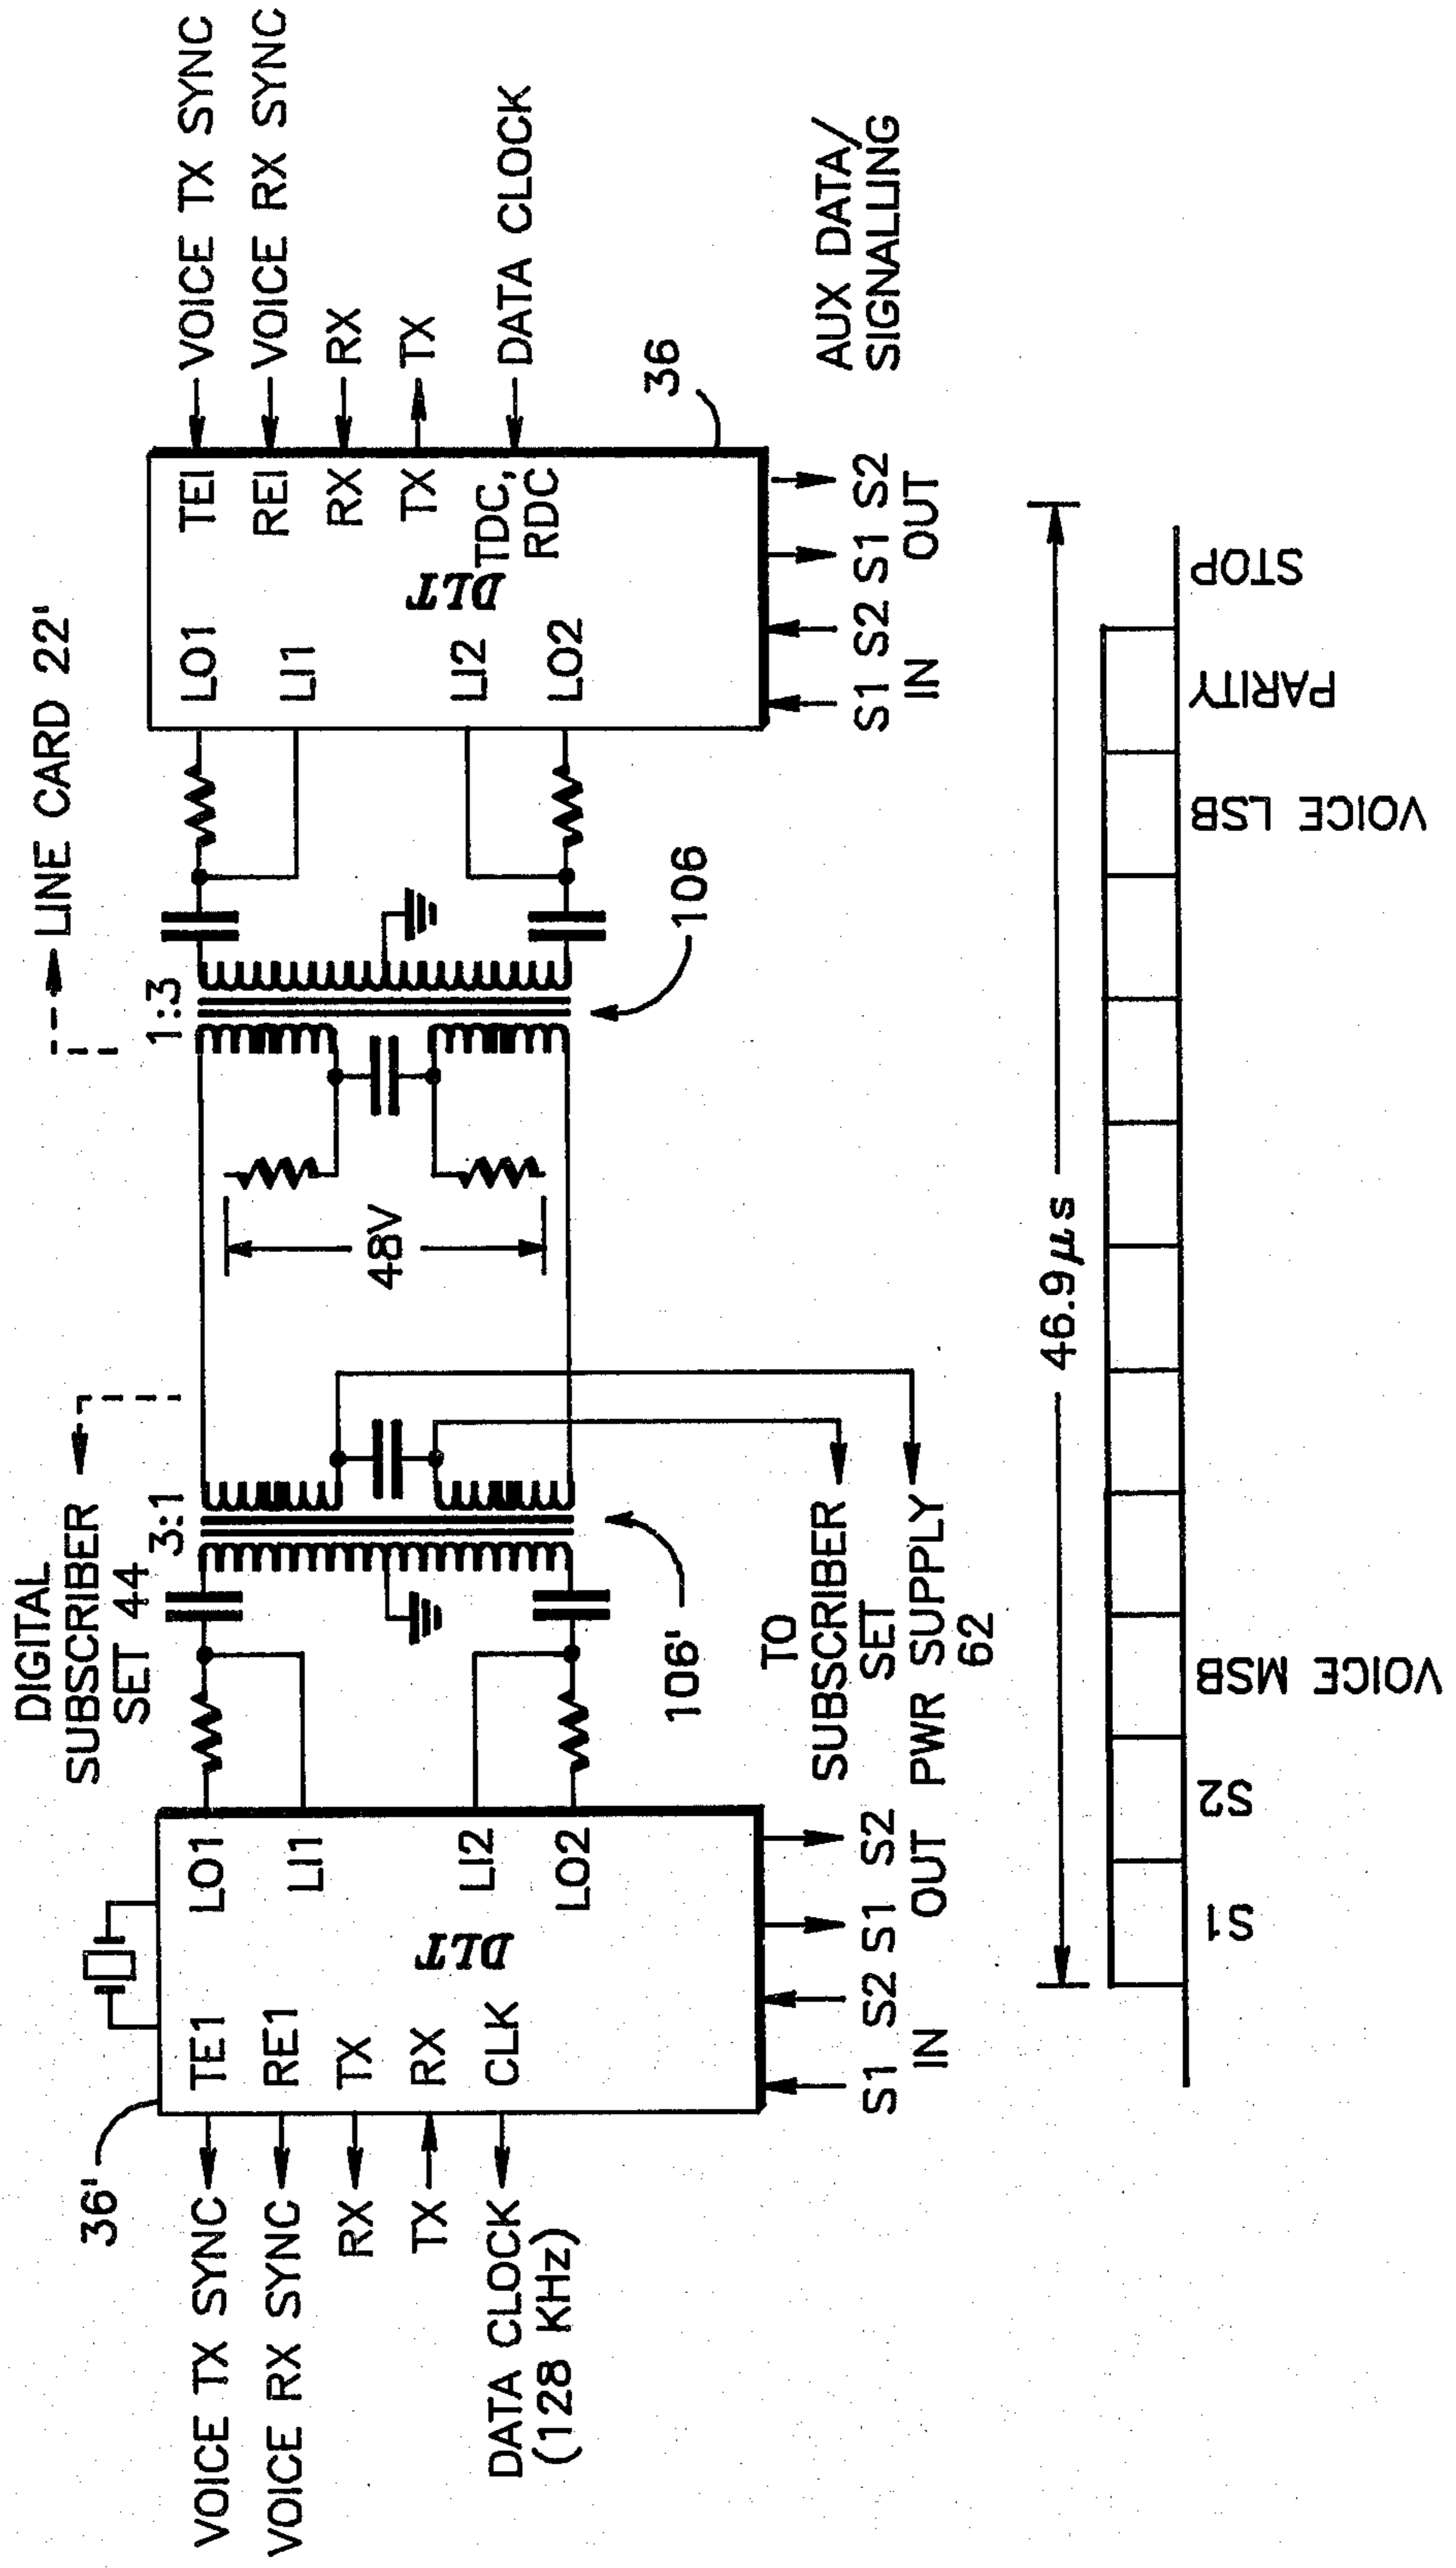 DIGITAL
SUBSCRIBER
SET 44
LINE CARD 22'
36'
3:1
1:3
VOICE TX SYNC
VOICE RX SYNC
RX
TX
DATA CLOCK
(128 KHz)
TE1
RE1
TX
RX
CLK
DLT
LO1
LI1
LI2
LO2
48V
LO1
LI1
LI2
LO2
DLT
TEI
REI
RX
TX
TDC,
RDC
VOICE TX SYNC
VOICE RX SYNC
RX
TX
DATA CLOCK
36
106'
106
S1 S2 S1 S2
IN OUT
TO
SUBSCRIBER
SET
PWR SUPPLY
62
S1 S2 S1 S2
IN OUT
AUX DATA/
SIGNALLING
46.9µs
S1
S2
VOICE MSB
VOICE LSB
PARITY
STOP